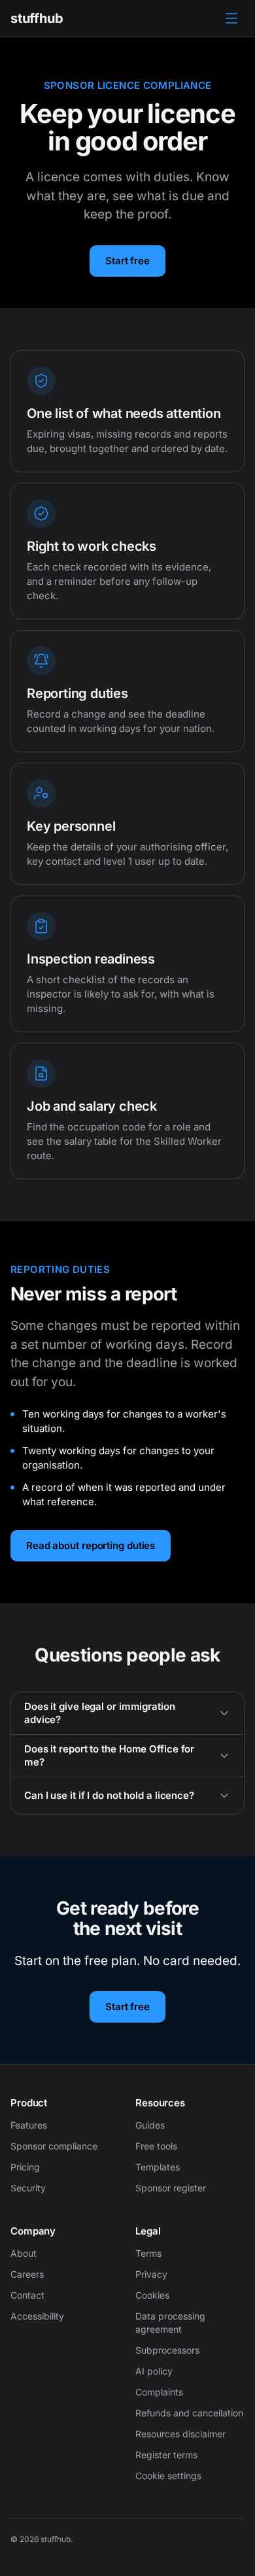 stuffhub
SPONSOR LICENCE COMPLIANCE
Keep your licence
in good order
A licence comes with duties. Know
what they are, see what is due and
keep the proof.
Start free
One list of what needs attention
Expiring visas, missing records and reports
due, brought together and ordered by date.
Right to work checks
Each check recorded with its evidence,
and a reminder before any follow-up
check.
Reporting duties
Record a change and see the deadline
counted in working days for your nation.
Key personnel
Keep the details of your authorising officer,
key contact and level 1 user up to date.
Inspection readiness
A short checklist of the records an
inspector is likely to ask for, with what is
missing.
Job and salary check
Find the occupation code for a role and
see the salary table for the Skilled Worker
route.
REPORTING DUTIES
Never miss a report
Some changes must be reported within
a set number of working days. Record
the change and the deadline is worked
out for you.
Ten working days for changes to a worker's
situation.
Twenty working days for changes to your
organisation.
A record of when it was reported and under
what reference.
Read about reporting duties
Questions people ask
Does it give legal or immigration
advice?
Does it report to the Home Office for
me?
Can I use it if I do not hold a licence?
Get ready before
the next visit
Start on the free plan. No card needed.
Start free
Product
Features
Sponsor compliance
Pricing
Security
Resources
Guides
Free tools
Templates
Sponsor register
Company
About
Careers
Contact
Accessibility
Legal
Terms
Privacy
Cookies
Data processing
agreement
Subprocessors
AI policy
Complaints
Refunds and cancellation
Resources disclaimer
Register terms
Cookie settings
© 2026 stuffhub.